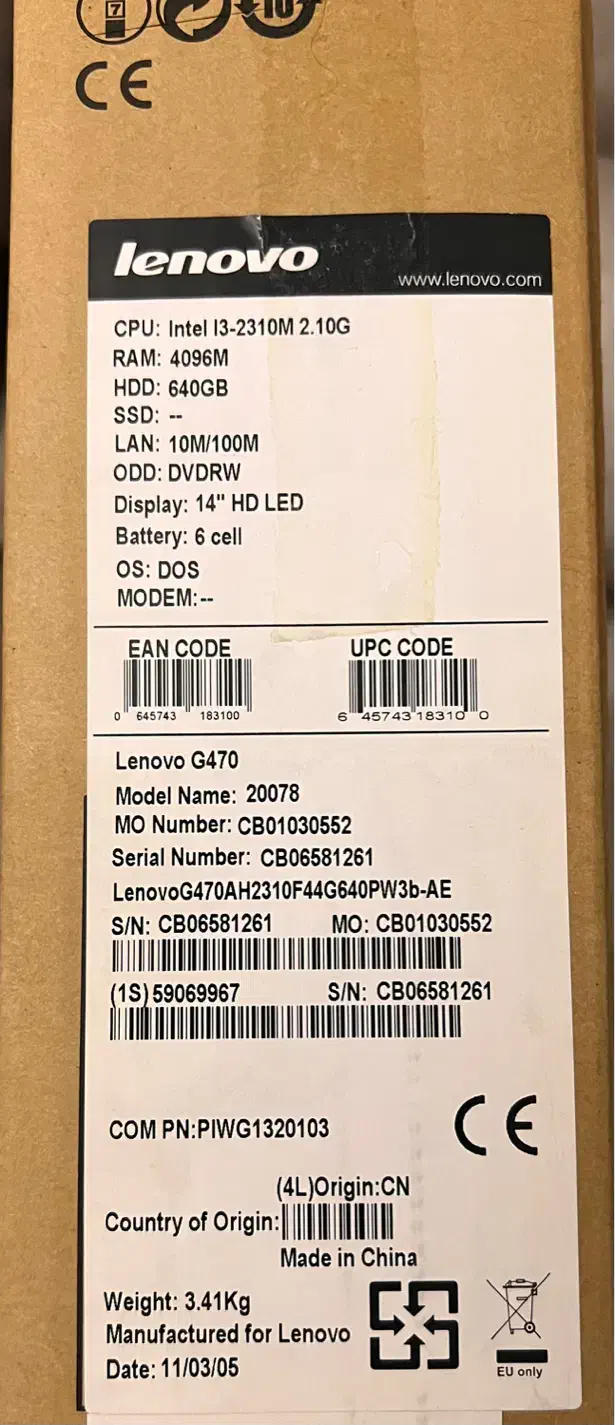 7
10
CE
lenovo
www.lenovo.com
CPU: Intel I3-2310M 2.10G
RAM: 4096M
HDD: 640GB
SSD: --
LAN: 10M/100M
ODD: DVDRW
Display: 14" HD LED
Battery: 6 cell
OS: DOS
MODEM:--
EAN CODE UPC CODE
0 645743 183100 6 45743 18310 0
Lenovo G470
Model Name: 20078
MO Number: CB01030552
Serial Number: CB06581261
LenovoG470AH2310F44G640PW3b-AE
S/N: CB06581261 MO: CB01030552
(1S)59069967 S/N: CB06581261
COM PN:PIWG1320103
CE
(4L)Origin:CN
Country of Origin:
Made in China
Weight: 3.41Kg
Manufactured for Lenovo
Date: 11/03/05
EU only